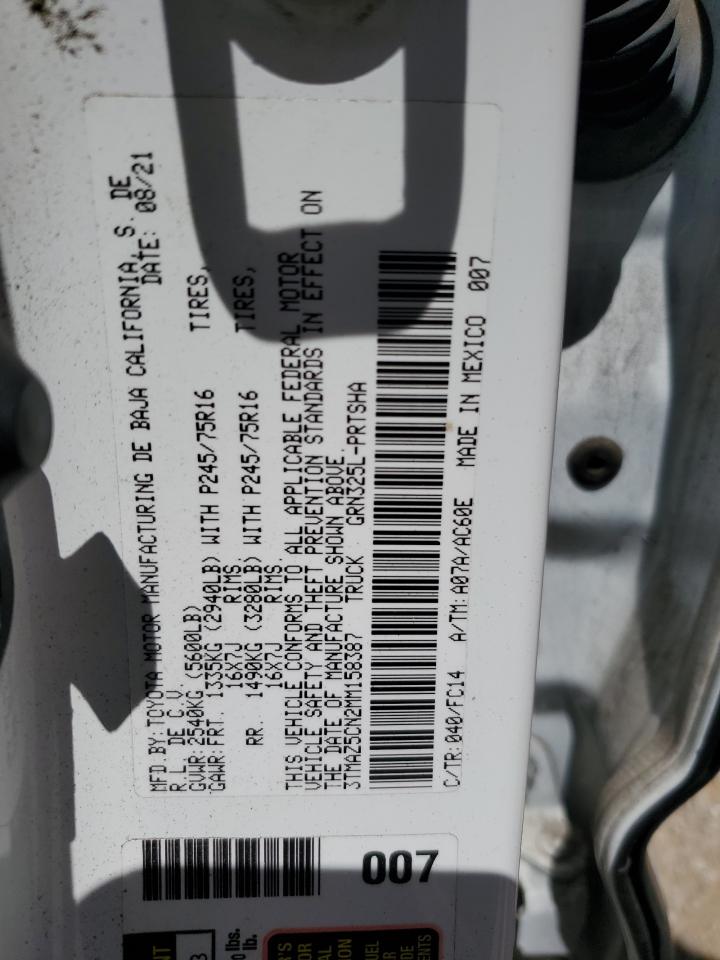 MFD.BY:TOYOTA MOTOR MANUFACTURING DE BAJA CALIFORNIA, S. DE
R.L. DE C.V. DATE: 08/21
GVWR:2540KG (5600LB)
GAWR:FRT. 1335KG (2940LB) WITH P245/75R16 TIRES,
16X7J RIMS
RR. 1490KG (3280LB) WITH P245/75R16 TIRES,
16X7J RIMS.
THIS VEHICLE CONFORMS TO ALL APPLICABLE FEDERAL MOTOR
VEHICLE SAFETY AND THEFT PREVENTION STANDARDS IN EFFECT ON
THE DATE OF MANUFACTURE SHOWN ABOVE.
3TMAZ5CN2MM158387 TRUCK GRN325L-PRTSHA
C/TR:040/FC14 A/TM:A07A/AC60E MADE IN MEXICO 007
007
lbs.
lb.